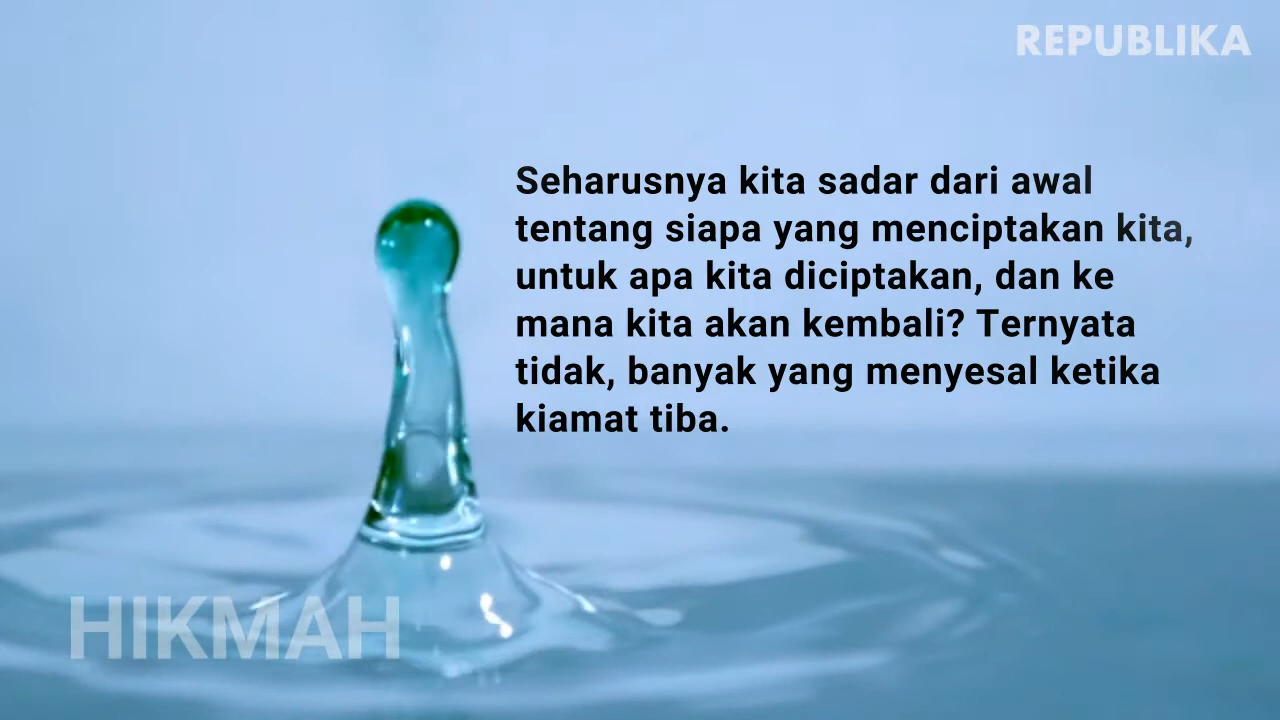 REPUBLIKA
Seharusnya kita sadar dari awal
tentang siapa yang menciptakan kita,
untuk apa kita diciptakan, dan ke
mana kita akan kembali? Ternyata
tidak, banyak yang menyesal ketika
kiamat tiba.
HIKMAH